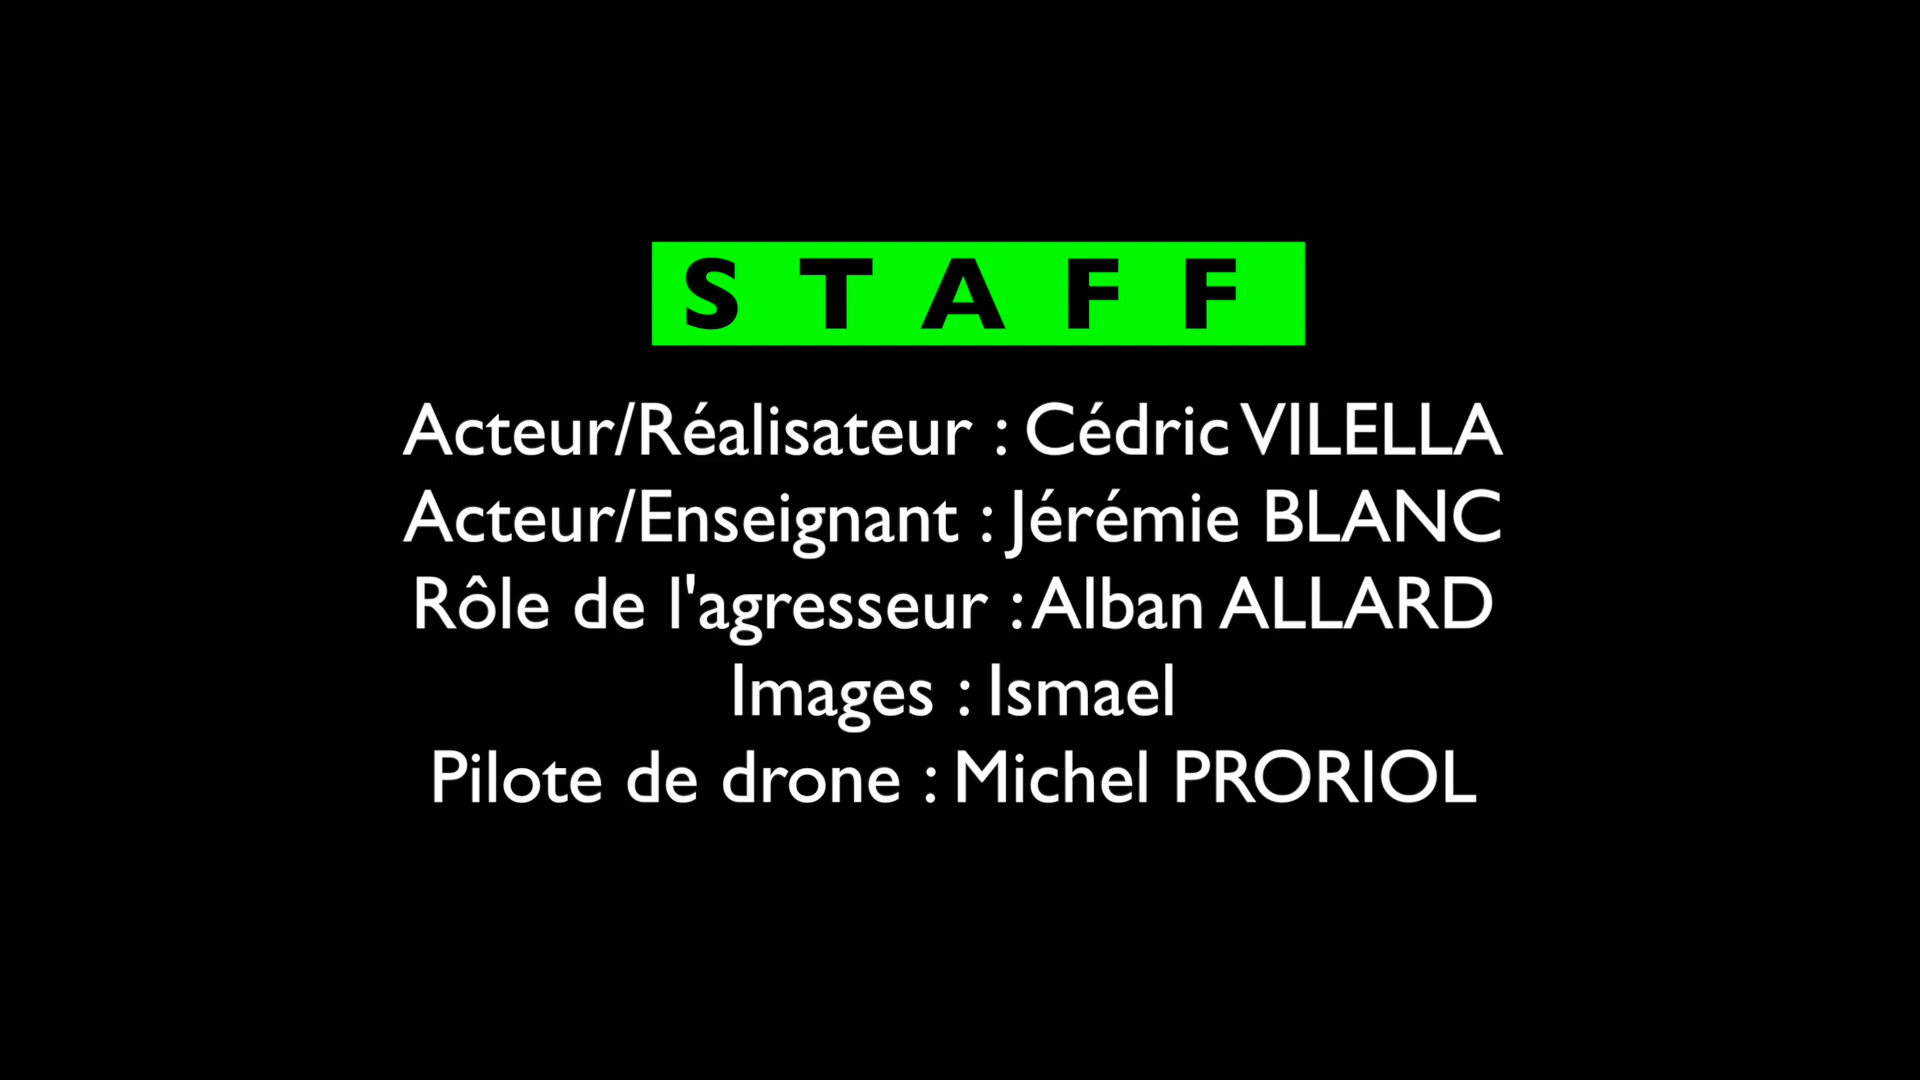 STAFF
Acteur/Réalisateur : Cédric VILELLA
Acteur/Enseignant : Jérémie BLANC
Rôle de l'agresseur : Alban ALLARD
Images : Ismael
Pilote de drone : Michel PRORIOL